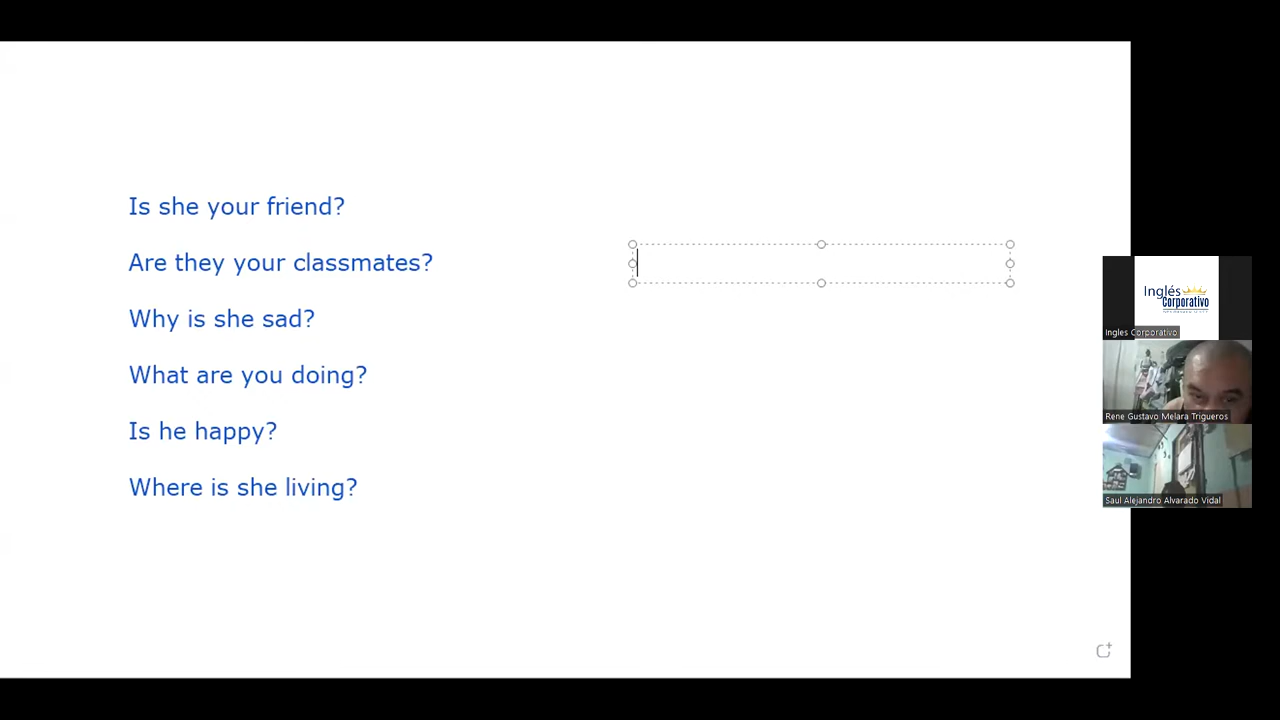 Is she your friend?
Are they your classmates?
Why is she sad?
What are you doing?
Is he happy?
Where is she living?
Inglés
Corporativo
Ingles Corporativo
Rene Gustavo Melara Trigueros
Saul Alejandro Alvarado Vidal